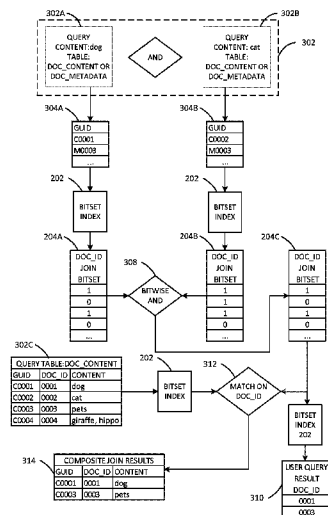 302A
302B
QUERY
CONTENT:dog
TABLE:
DOC_CONTENT OR
DOC_METADATA
AND
QUERY
CONTENT: cat
TABLE:
DOC_CONTENT OR
DOC_METADATA
302
304A
GUID
C0001
M0003
...
304B
GUID
C0002
M0003
...
202
BITSET
INDEX
202
BITSET
INDEX
204A
DOC_ID
JOIN
BITSET
1
0
1
0
...
308
BITWISE
AND
204B
DOC_ID
JOIN
BITSET
1
1
1
0
...
204C
DOC_ID
JOIN
BITSET
1
0
1
0
...
302C
QUERY TABLE:DOC_CONTENT
GUID DOC_ID CONTENT
C0001 0001 dog
C0002 0002 cat
C0003 0003 pets
C0004 0004 giraffe, hippo
202
BITSET
INDEX
312
MATCH ON
DOC_ID
BITSET
INDEX
202
314
COMPOSITE JOIN RESULTS
GUID DOC_ID CONTENT
C0001 0001 dog
C0003 0003 pets
310
USER QUERY
RESULT
DOC_ID
0001
0003